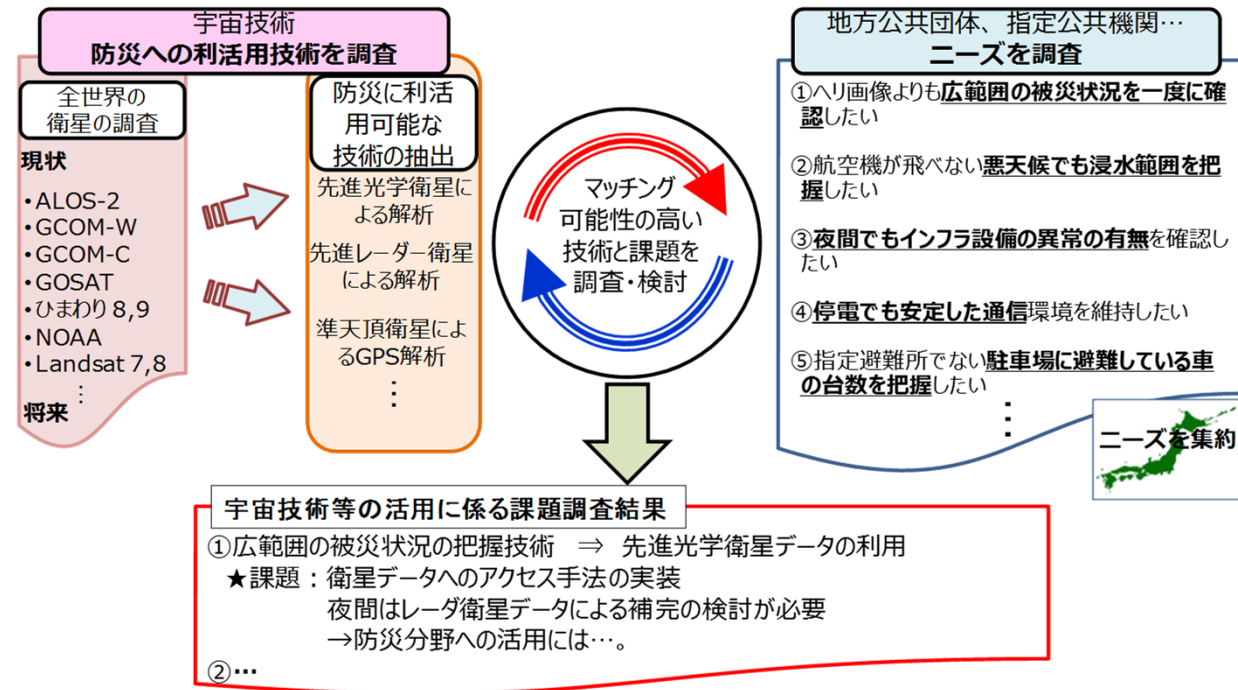 宇宙技術
防災への利活用技術を調査
全世界の
衛星の調査
現状
・ALOS-2
・GCOM-W
・GCOM-C
・GOSAT
・ひまわり8,9
・NOAA
・Landsat 7,8
⋮
将来
防災に利活
用可能な
技術の抽出
先進光学衛星に
よる解析
先進レーダー衛星
による解析
準天頂衛星によ
るGPS解析
⋮
マッチング
可能性の高い
技術と課題を
調査・検討
地方公共団体、指定公共機関…
ニーズを調査
①ヘリ画像よりも広範囲の被災状況を一度に確
認したい
②航空機が飛べない悪天候でも浸水範囲を把
握したい
③夜間でもインフラ設備の異常の有無を確認し
たい
④停電でも安定した通信環境を維持したい
⑤指定避難所でない駐車場に避難している車
の台数を把握したい
⋮
ニーズを集約
宇宙技術等の活用に係る課題調査結果
①広範囲の被災状況の把握技術 ⇒ 先進光学衛星データの利用
★課題：衛星データへのアクセス手法の実装
夜間はレーダ衛星データによる補完の検討が必要
→防災分野への活用には…。
②…